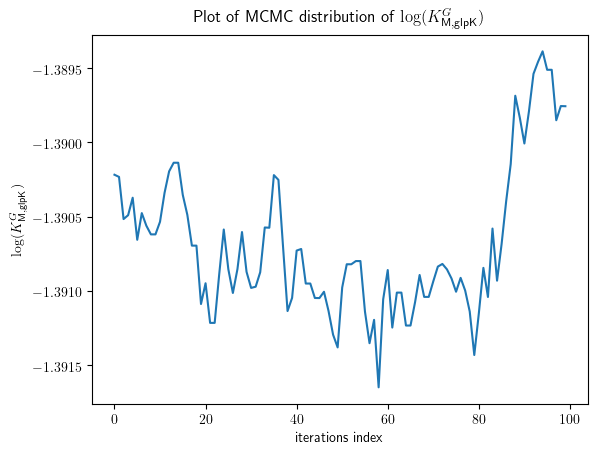 Plot of MCMC distribution of log(K^G_M,glpK)
−1.3895
−1.3900
−1.3905
−1.3910
−1.3915
log(K^G_M,glpK)
0 20 40 60 80 100
iterations index